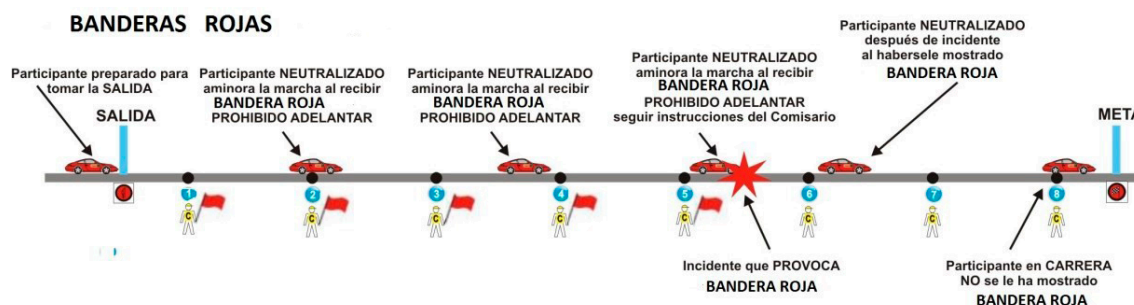 BANDERAS ROJAS
Participante preparado para
tomar la SALIDA
SALIDA
Participante NEUTRALIZADO
aminora la marcha al recibir
BANDERA ROJA
PROHIBIDO ADELANTAR
Participante NEUTRALIZADO
aminora la marcha al recibir
BANDERA ROJA
PROHIBIDO ADELANTAR
Participante NEUTRALIZADO
aminora la marcha al recibir
BANDERA ROJA
PROHIBIDO ADELANTAR
seguir instrucciones del Comisario
Participante NEUTRALIZADO
después de incidente
al habersele mostrado
BANDERA ROJA
META
1
2
3
4
5
6
7
8
C
C
C
C
C
C
C
C
Incidente que PROVOCA
BANDERA ROJA
Participante en CARRERA
NO se le ha mostrado
BANDERA ROJA